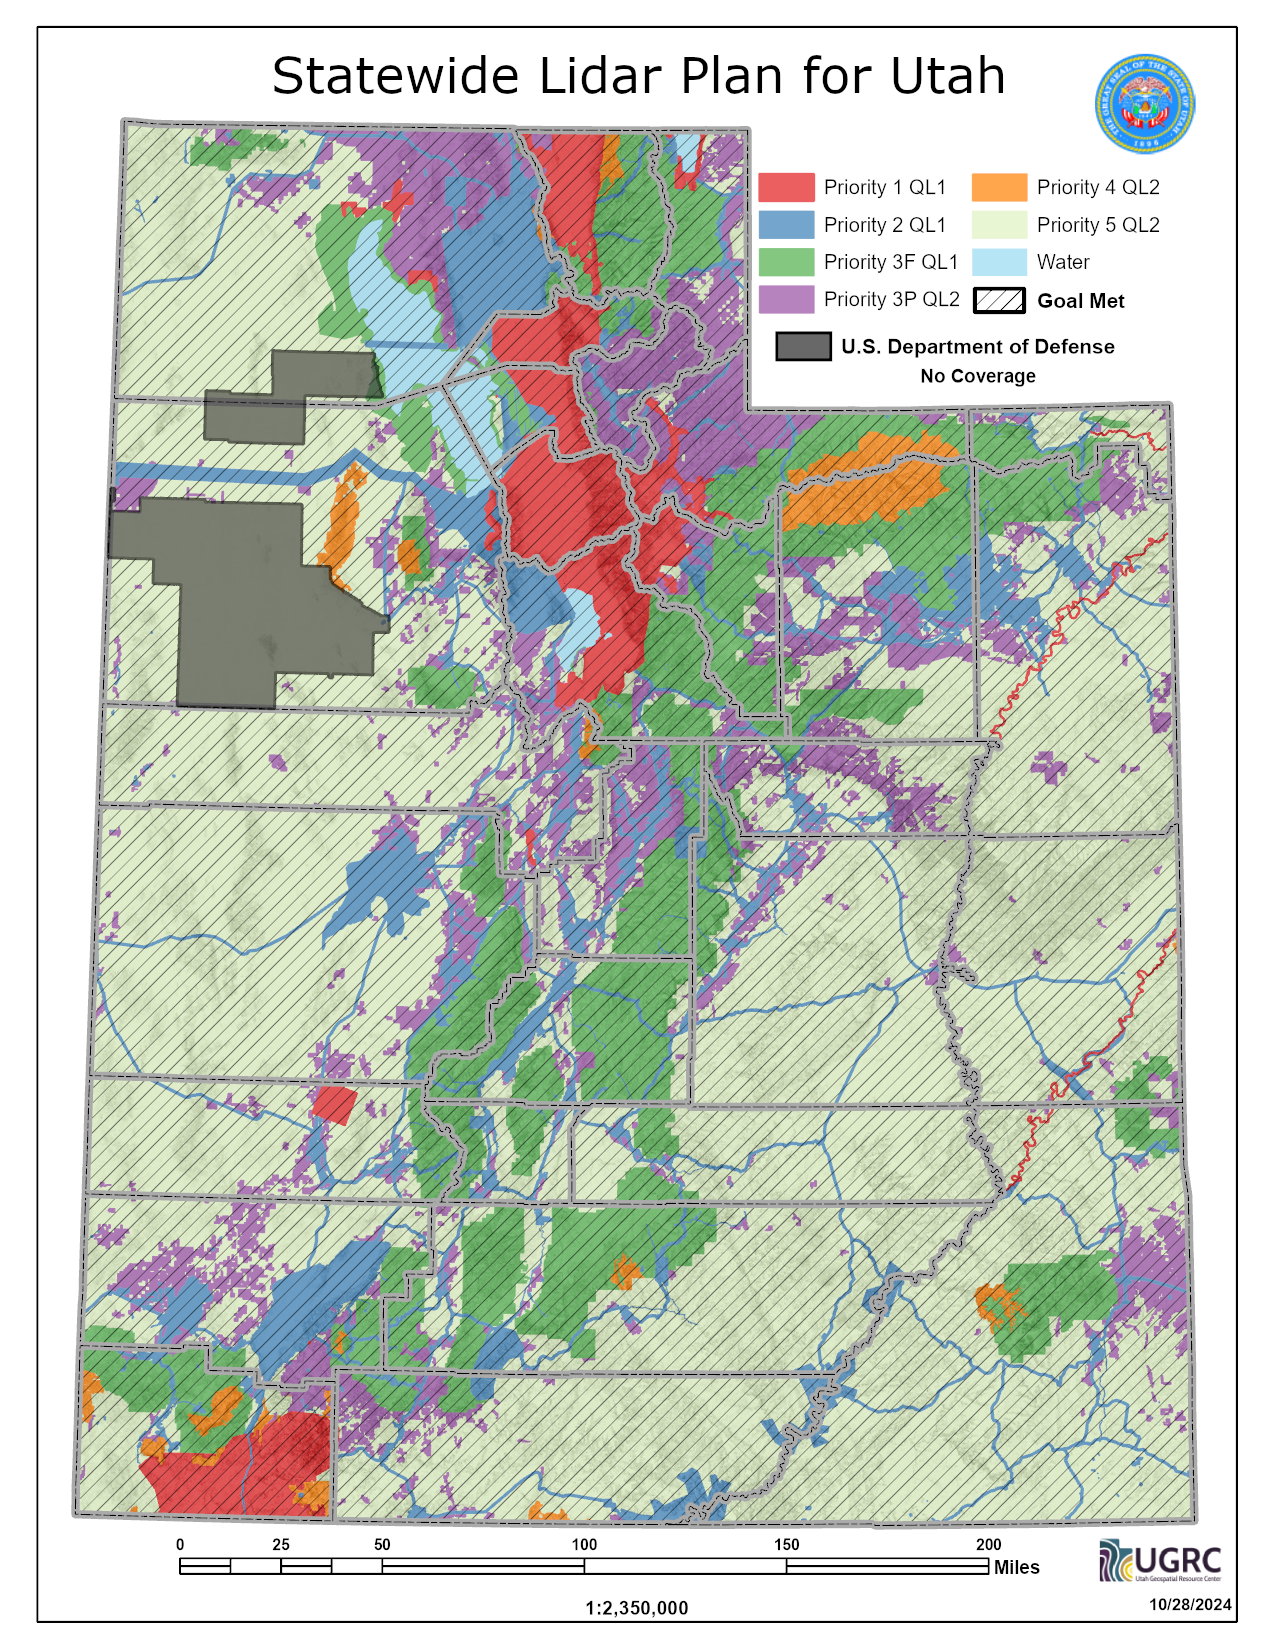 Statewide Lidar Plan for Utah
THE GREAT SEAL OF THE STATE OF UTAH
1896
Priority 1 QL1
Priority 4 QL2
Priority 2 QL1
Priority 5 QL2
Priority 3F QL1
Water
Priority 3P QL2
Goal Met
U.S. Department of Defense
No Coverage
0 25 50 100 150 200
Miles
UGRC
Utah Geospatial Resource Center
1:2,350,000
10/28/2024